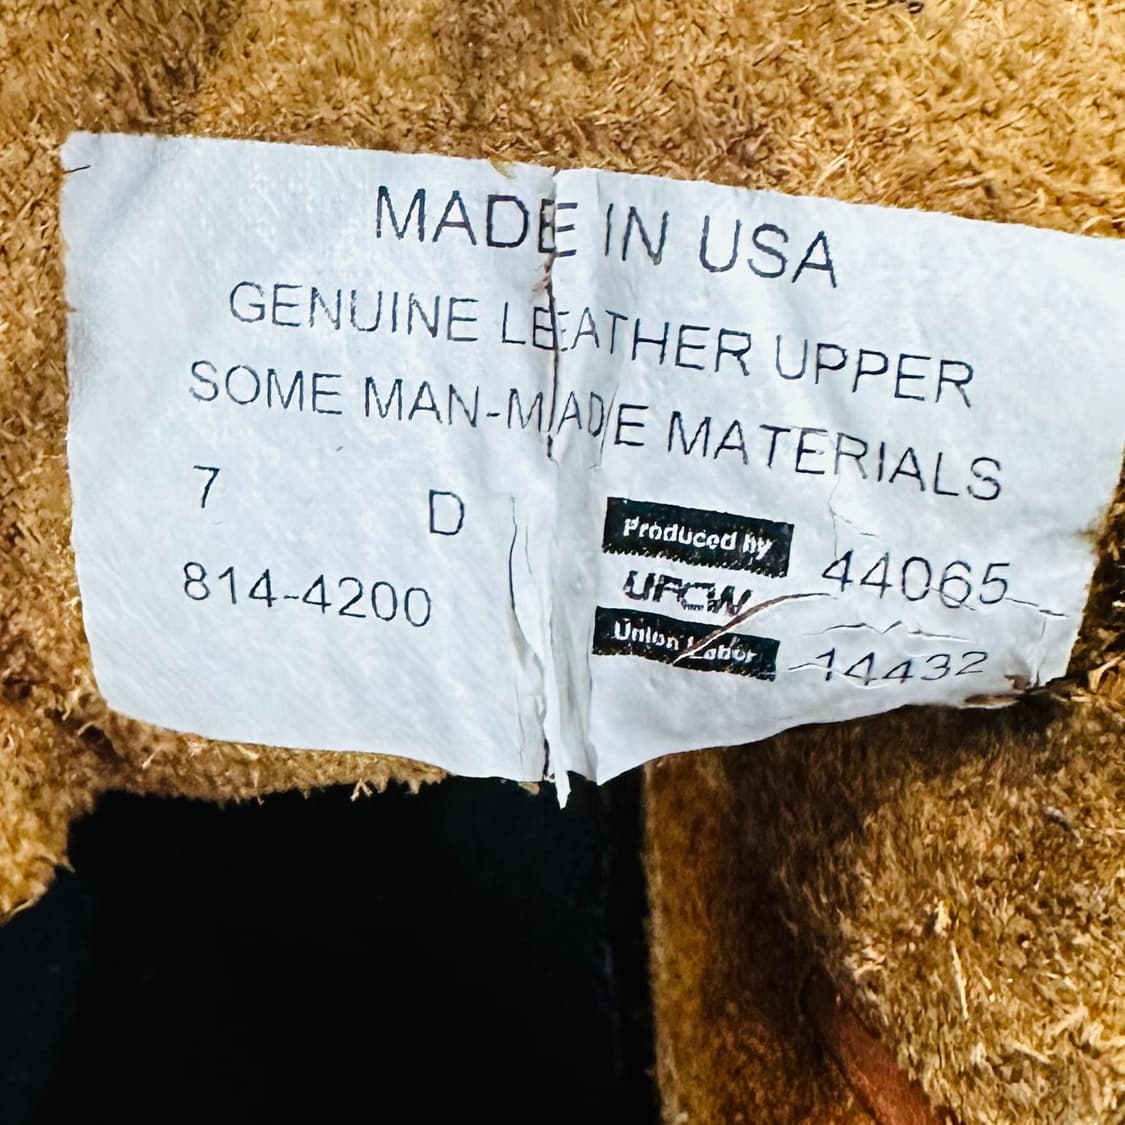 MADE IN USA
GENUINE LEATHER UPPER
SOME MAN-MADE MATERIALS
7 D
814-4200
Produced by
UFCW
Union Labor
44065
14432